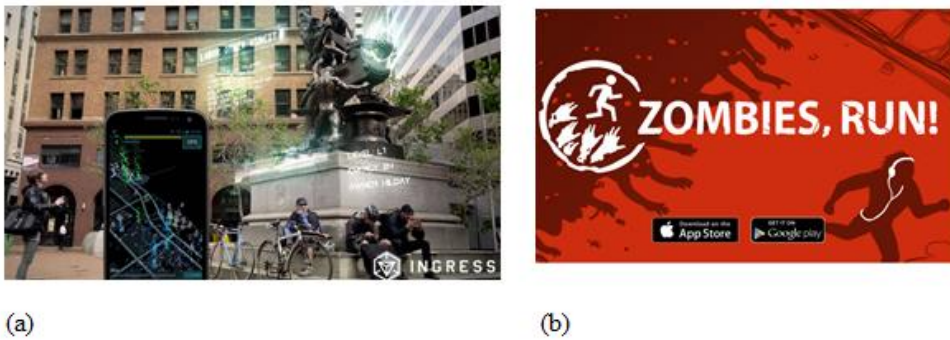 INGRESS
ZOMBIES, RUN!
Download on the
App Store
GET IT ON
Google play
(a)
(b)